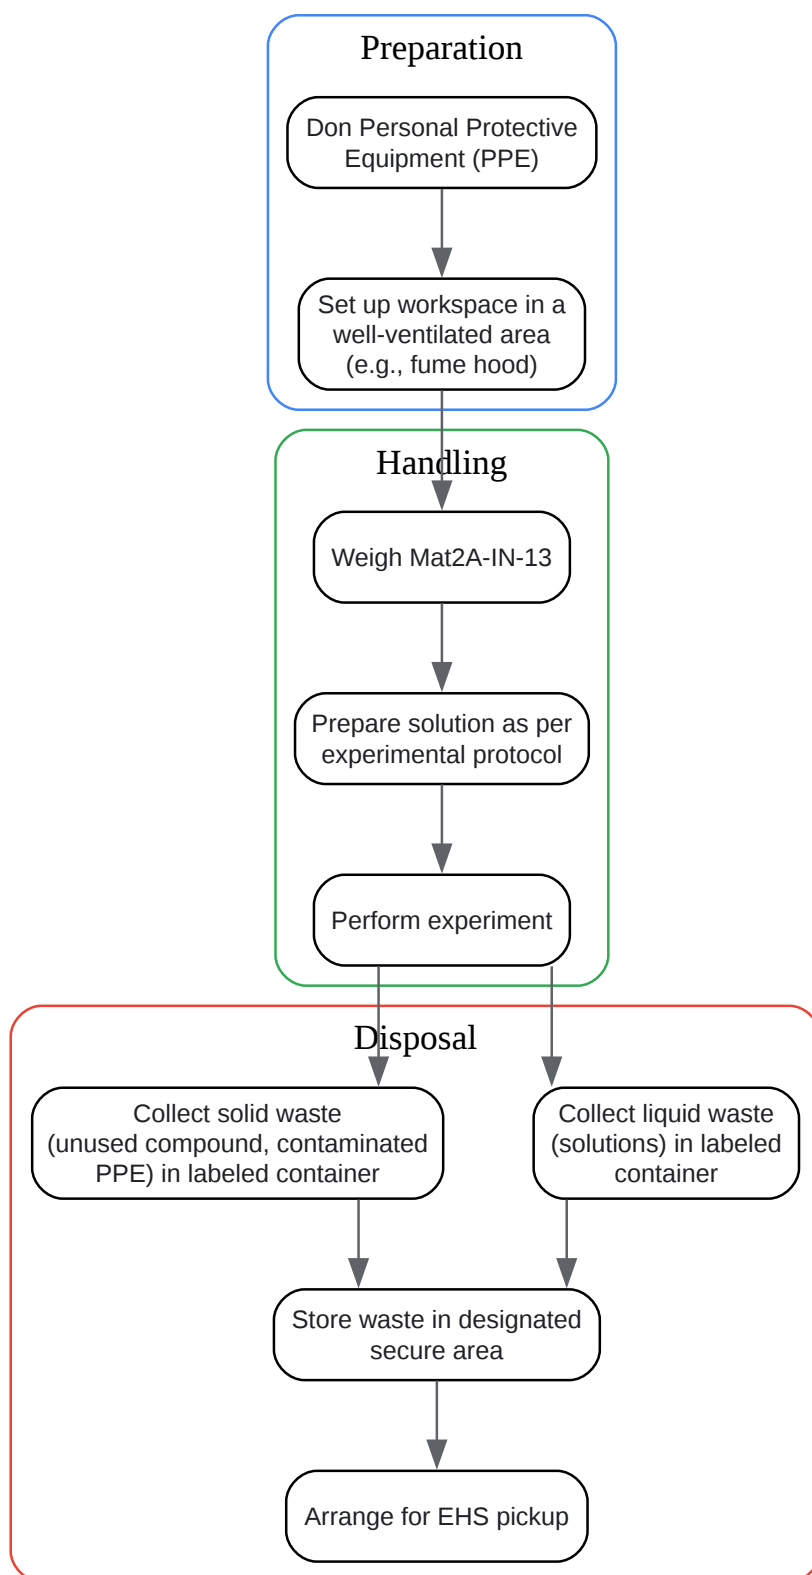 Preparation
Don Personal Protective
Equipment (PPE)
Set up workspace in a
well-ventilated area
(e.g., fume hood)
Handling
Weigh Mat2A-IN-13
Prepare solution as per
experimental protocol
Perform experiment
Disposal
Collect solid waste
(unused compound, contaminated
PPE) in labeled container
Collect liquid waste
(solutions) in labeled
container
Store waste in designated
secure area
Arrange for EHS pickup